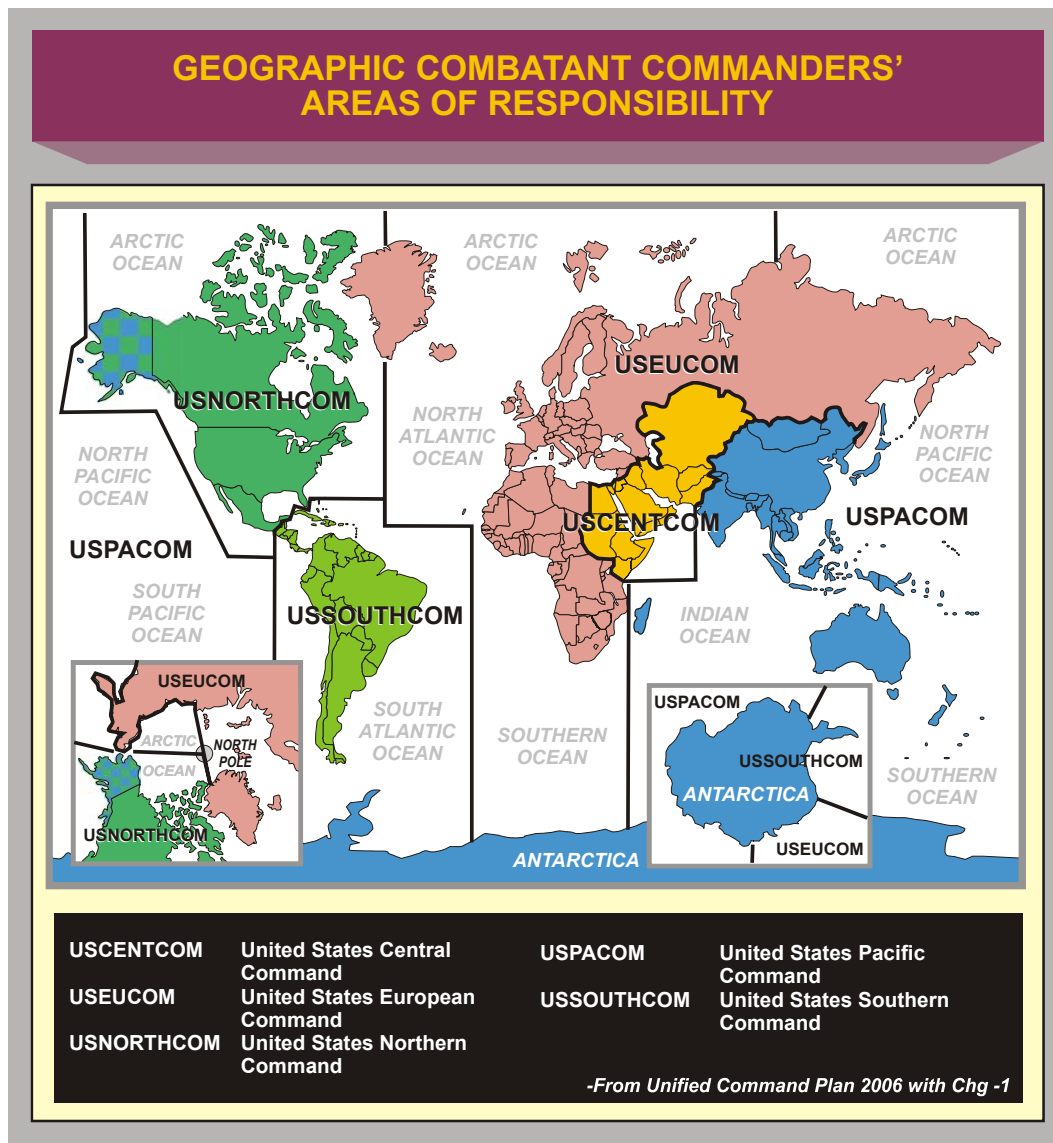 GEOGRAPHIC COMBATANT COMMANDERS’
AREAS OF RESPONSIBILITY
ARCTIC
OCEAN
ARCTIC
OCEAN
ARCTIC
OCEAN
USEUCOM
USNORTHCOM
NORTH
ATLANTIC
OCEAN
NORTH
PACIFIC
OCEAN
NORTH
PACIFIC
OCEAN
USCENTCOM
USPACOM
USPACOM
SOUTH
PACIFIC
OCEAN
USSOUTHCOM
INDIAN
OCEAN
SOUTH
ATLANTIC
OCEAN
SOUTHERN
OCEAN
SOUTHERN
OCEAN
USEUCOM
ARCTIC
OCEAN
NORTH
POLE
USNORTHCOM
USPACOM
USSOUTHCOM
ANTARCTICA
USEUCOM
ANTARCTICA
USCENTCOM United States Central
Command
USEUCOM United States European
Command
USNORTHCOM United States Northern
Command
USPACOM United States Pacific
Command
USSOUTHCOM United States Southern
Command
-From Unified Command Plan 2006 with Chg -1